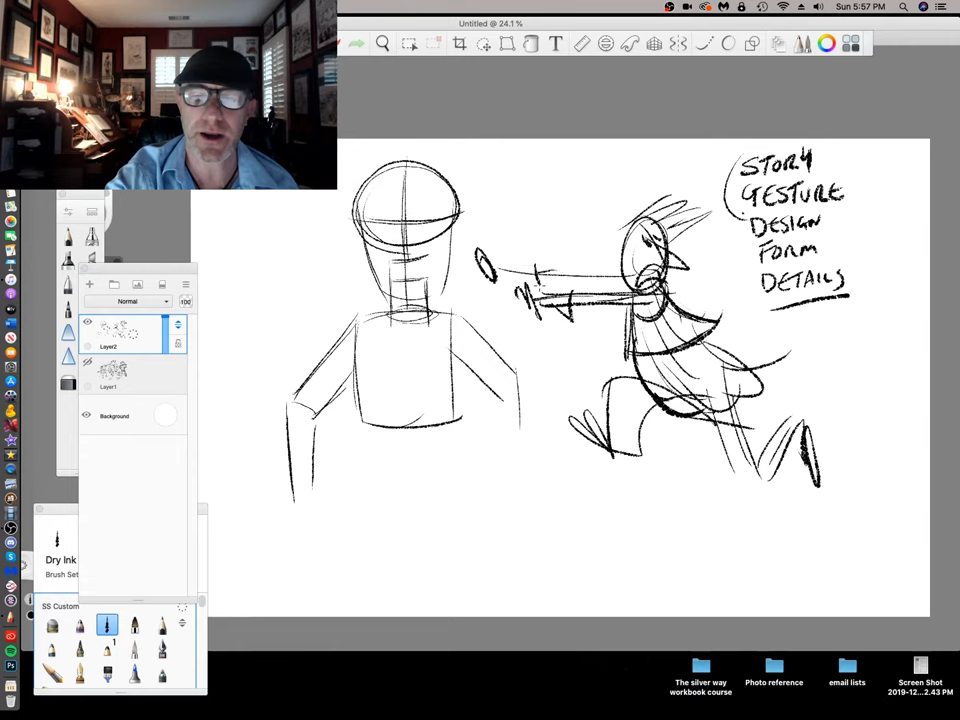 Sun 5:57 PM
Untitled @ 24.1 %
STORY
GESTURE
DESIGN
FORM
DETAILS
Normal
100
Layer2
Layer1
Background
Dry Ink
Brush Set
SS Custom
1
The silver way
workbook course
Photo reference
email lists
Screen Shot
2019-12...2.43 PM